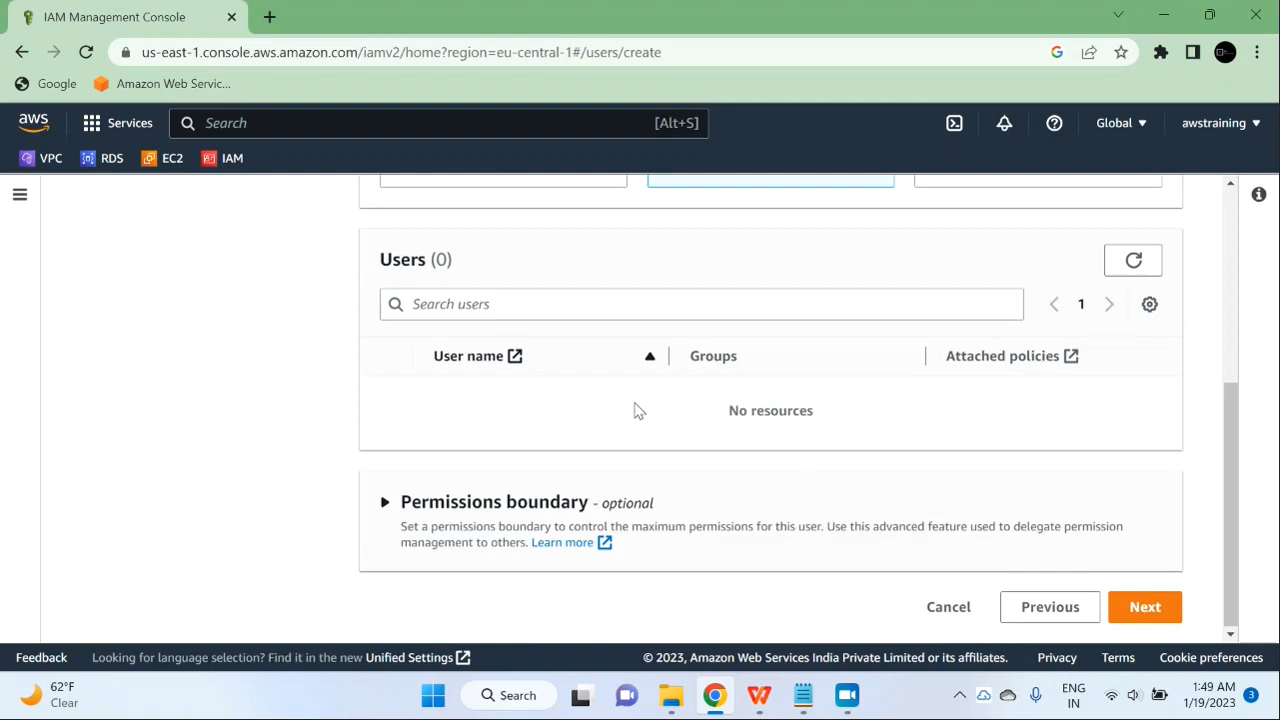 IAM Management Console
us-east-1.console.aws.amazon.com/iamv2/home?region=eu-central-1#/users/create
Google
Amazon Web Servic...
aws
Services
Search
[Alt+S]
Global
awstraining
VPC
RDS
EC2
IAM
Users (0)
Search users
1
User name
Groups
Attached policies
No resources
Permissions boundary - optional
Set a permissions boundary to control the maximum permissions for this user. Use this advanced feature used to delegate permission
management to others. Learn more
Cancel
Previous
Next
Feedback
Looking for language selection? Find it in the new Unified Settings
© 2023, Amazon Web Services India Private Limited or its affiliates.
Privacy
Terms
Cookie preferences
62°F
Clear
Search
ENG
IN
1:49 AM
1/19/2023
3